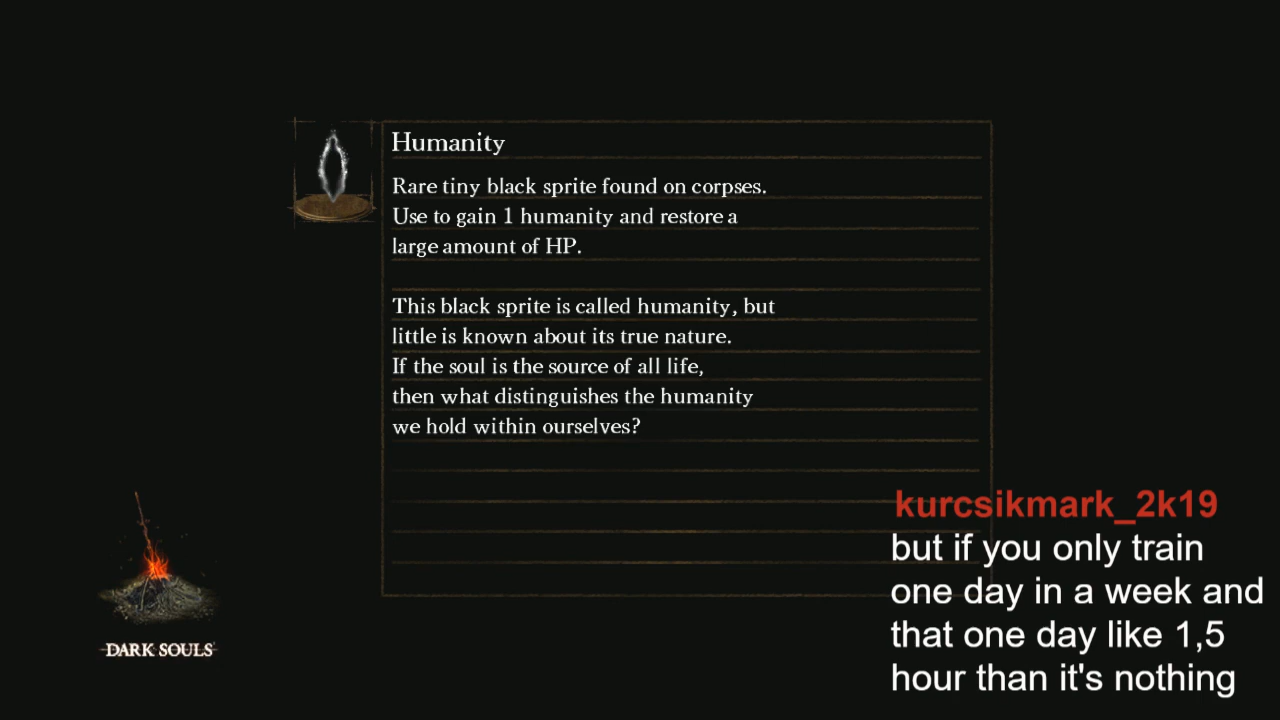 Humanity
Rare tiny black sprite found on corpses.
Use to gain 1 humanity and restore a
large amount of HP.
This black sprite is called humanity, but
little is known about its true nature.
If the soul is the source of all life,
then what distinguishes the humanity
we hold within ourselves?
DARK SOULS
kurcsikmark_2k19
but if you only train
one day in a week and
that one day like 1,5
hour than it's nothing